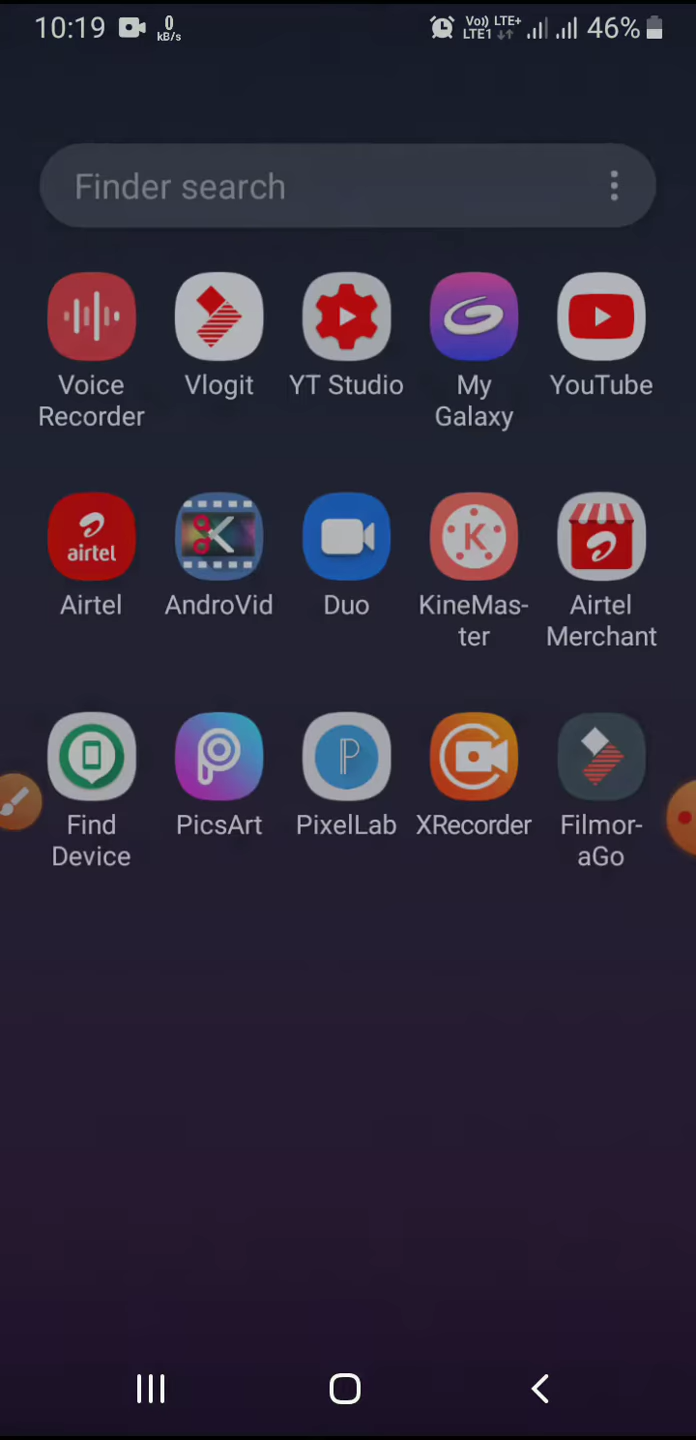 10:19 0 KB/s Vo)) LTE+ LTE1 46%
Finder search
Voice Recorder
Vlogit
YT Studio
My Galaxy
YouTube
airtel
Airtel
AndroVid
Duo
K
KineMas-
ter
Airtel Merchant
Find Device
PicsArt
P
PixelLab
XRecorder
Filmor-
aGo